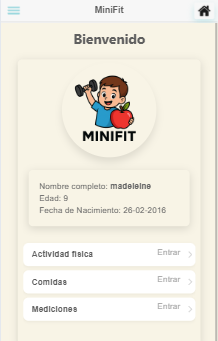 MiniFit
Bienvenido
MINIFIT
Nombre completo: madeleine
Edad: 9
Fecha de Nacimiento: 26-02-2016
Actividad fisica Entrar
Comidas Entrar
Mediciones Entrar